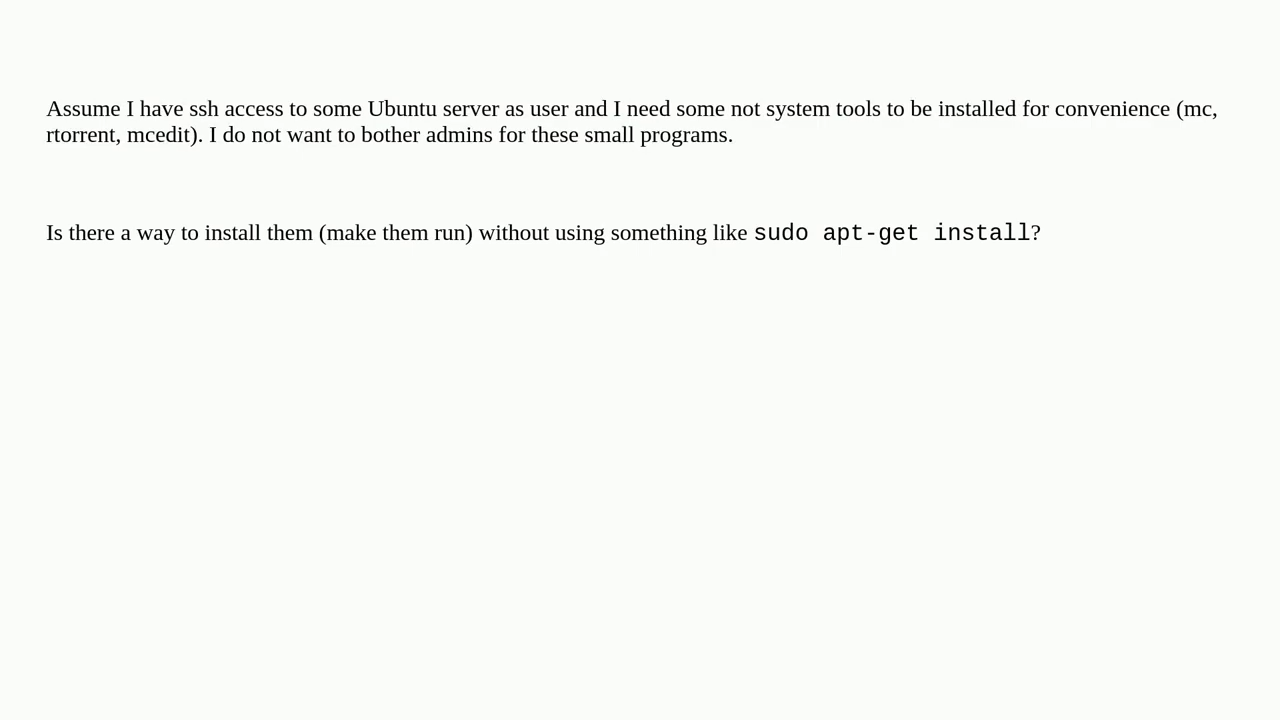 Assume I have ssh access to some Ubuntu server as user and I need some not system tools to be installed for convenience (mc,
rtorrent, mcedit). I do not want to bother admins for these small programs.
Is there a way to install them (make them run) without using something like sudo apt-get install?